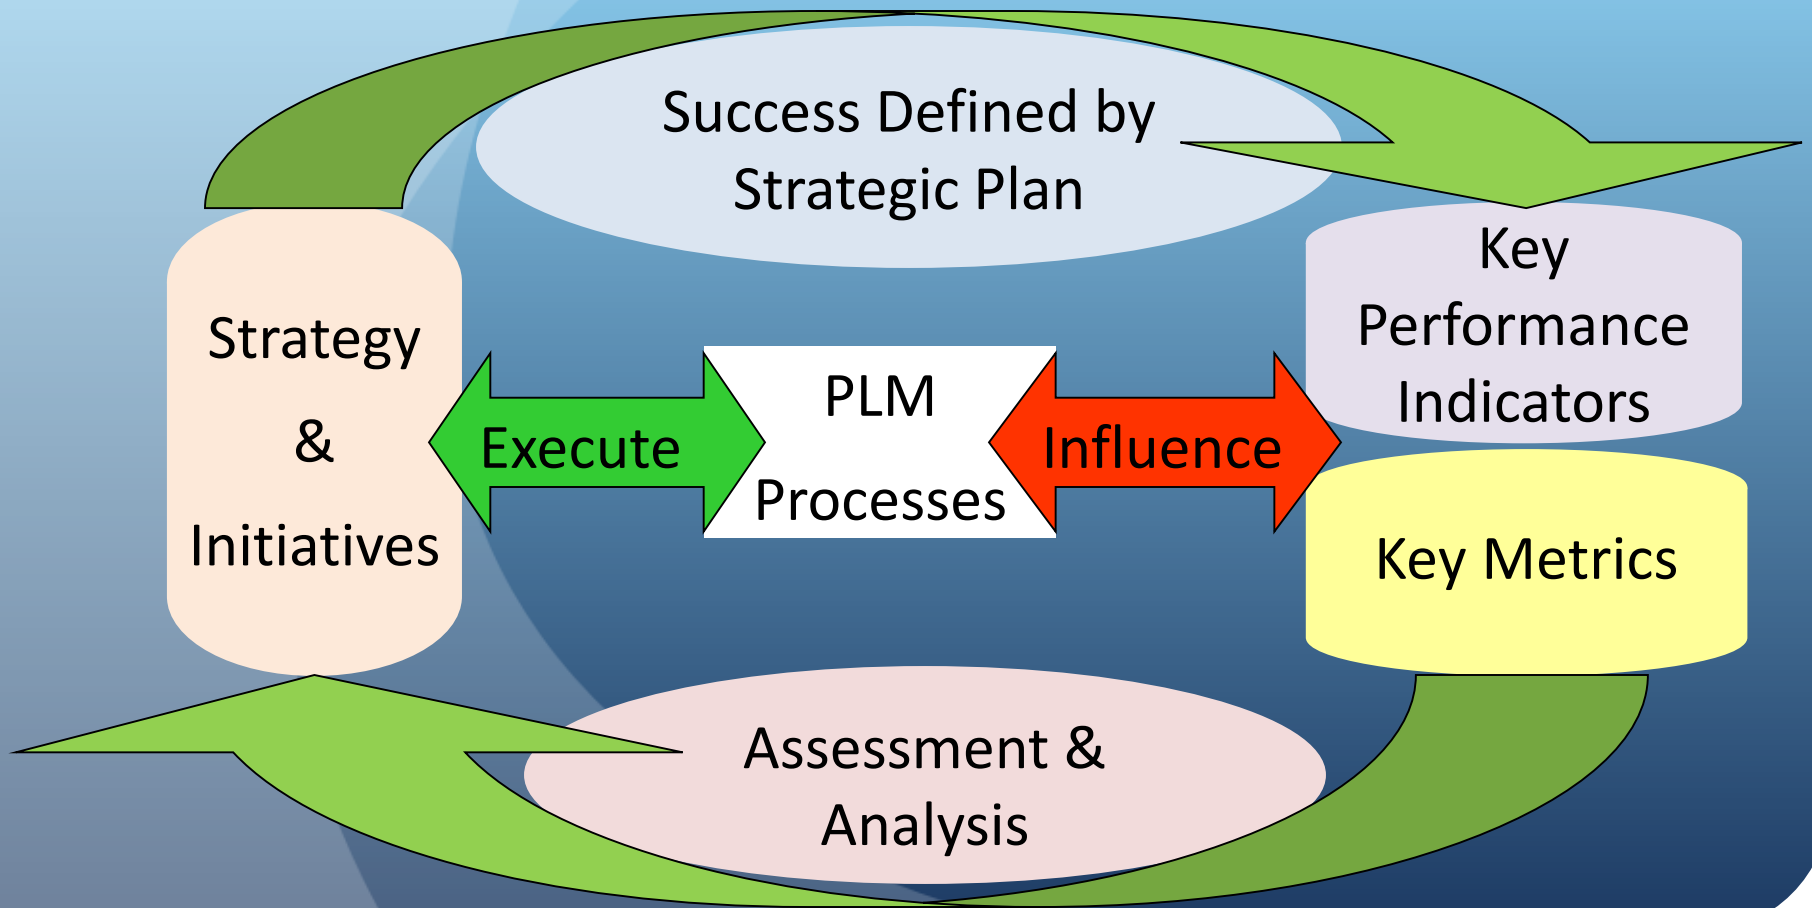 Success Defined by
Strategic Plan
Strategy
&
Initiatives
Execute
PLM
Processes
Influence
Key
Performance
Indicators
Key Metrics
Assessment &
Analysis